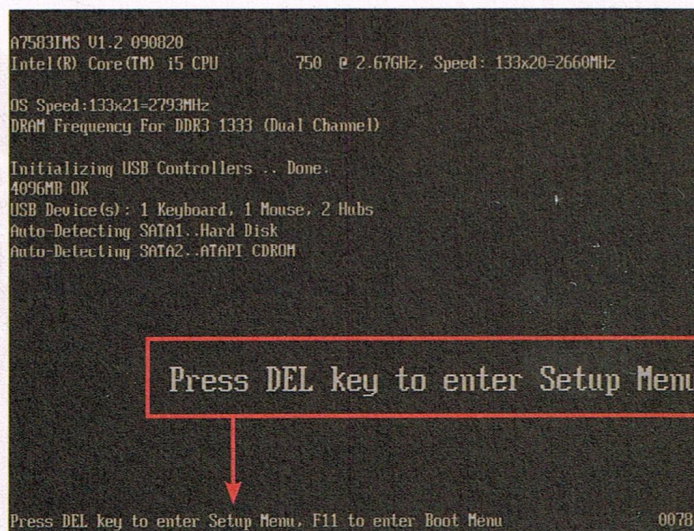 A7583IMS V1.2 090820
Intel(R) Core(TM) i5 CPU 750 @ 2.67GHz, Speed: 133x20=2660MHz
OS Speed:133x21=2793MHz
DRAM Frequency For DDR3 1333 (Dual Channel)
Initializing USB Controllers .. Done.
4096MB OK
USB Device(s): 1 Keyboard, 1 Mouse, 2 Hubs
Auto-Detecting SATA1..Hard Disk
Auto-Detecting SATA2..ATAPI CDROM
Press DEL key to enter Setup Menu
Press DEL key to enter Setup Menu, F11 to enter Boot Menu 0078